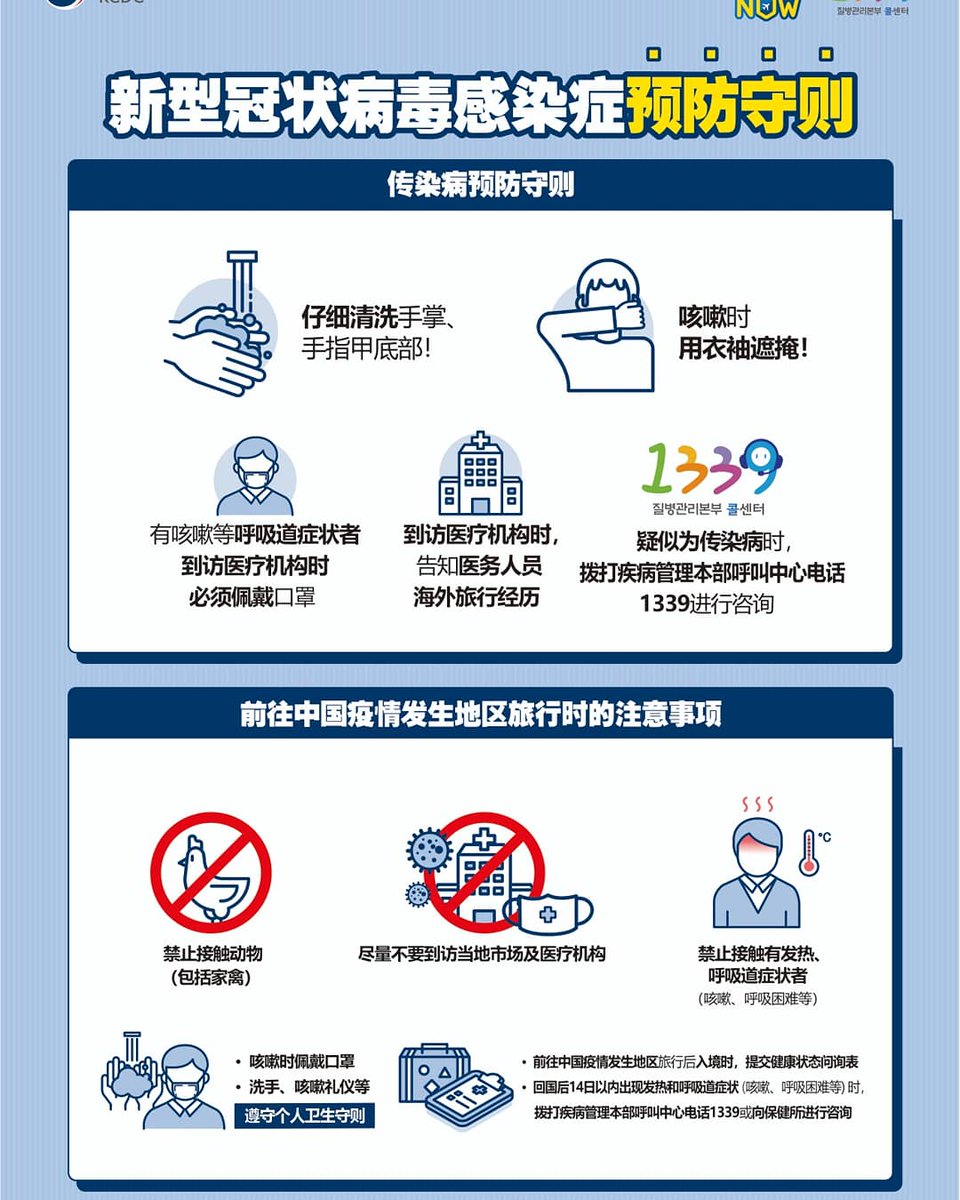 KCDC
NOW
1339
질병관리본부 콜센터
新型冠状病毒感染症预防守则
传染病预防守则
仔细清洗手掌、
手指甲底部!
咳嗽时
用衣袖遮掩!
有咳嗽等呼吸道症状者
到访医疗机构时
必须佩戴口罩
到访医疗机构时,
告知医务人员
海外旅行经历
1339
질병관리본부 콜센터
疑似为传染病时,
拨打疾病管理本部呼叫中心电话
1339进行咨询
前往中国疫情发生地区旅行时的注意事项
禁止接触动物
(包括家禽)
尽量不要到访当地市场及医疗机构
°C
禁止接触有发热、
呼吸道症状者
(咳嗽、呼吸困难等)
• 咳嗽时佩戴口罩
• 洗手、咳嗽礼仪等
遵守个人卫生守则
• 前往中国疫情发生地区旅行后入境时，提交健康状态问询表
• 回国后14日以内出现发热和呼吸道症状 (咳嗽、呼吸困难等) 时,
拨打疾病管理本部呼叫中心电话1339或向保健所进行咨询